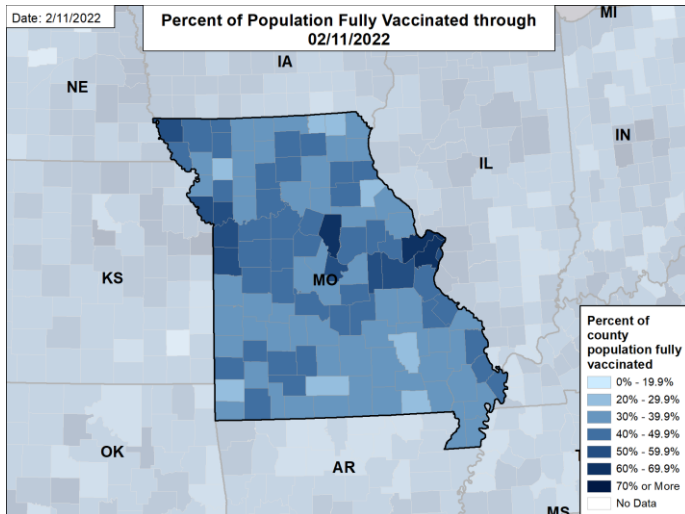 Date: 2/11/2022
Percent of Population Fully Vaccinated through
02/11/2022
MI
IA
NE
IN
IL
KS
MO
OK
AR
MS
Percent of
county
population fully
vaccinated
0% - 19.9%
20% - 29.9%
30% - 39.9%
40% - 49.9%
50% - 59.9%
60% - 69.9%
70% or More
No Data